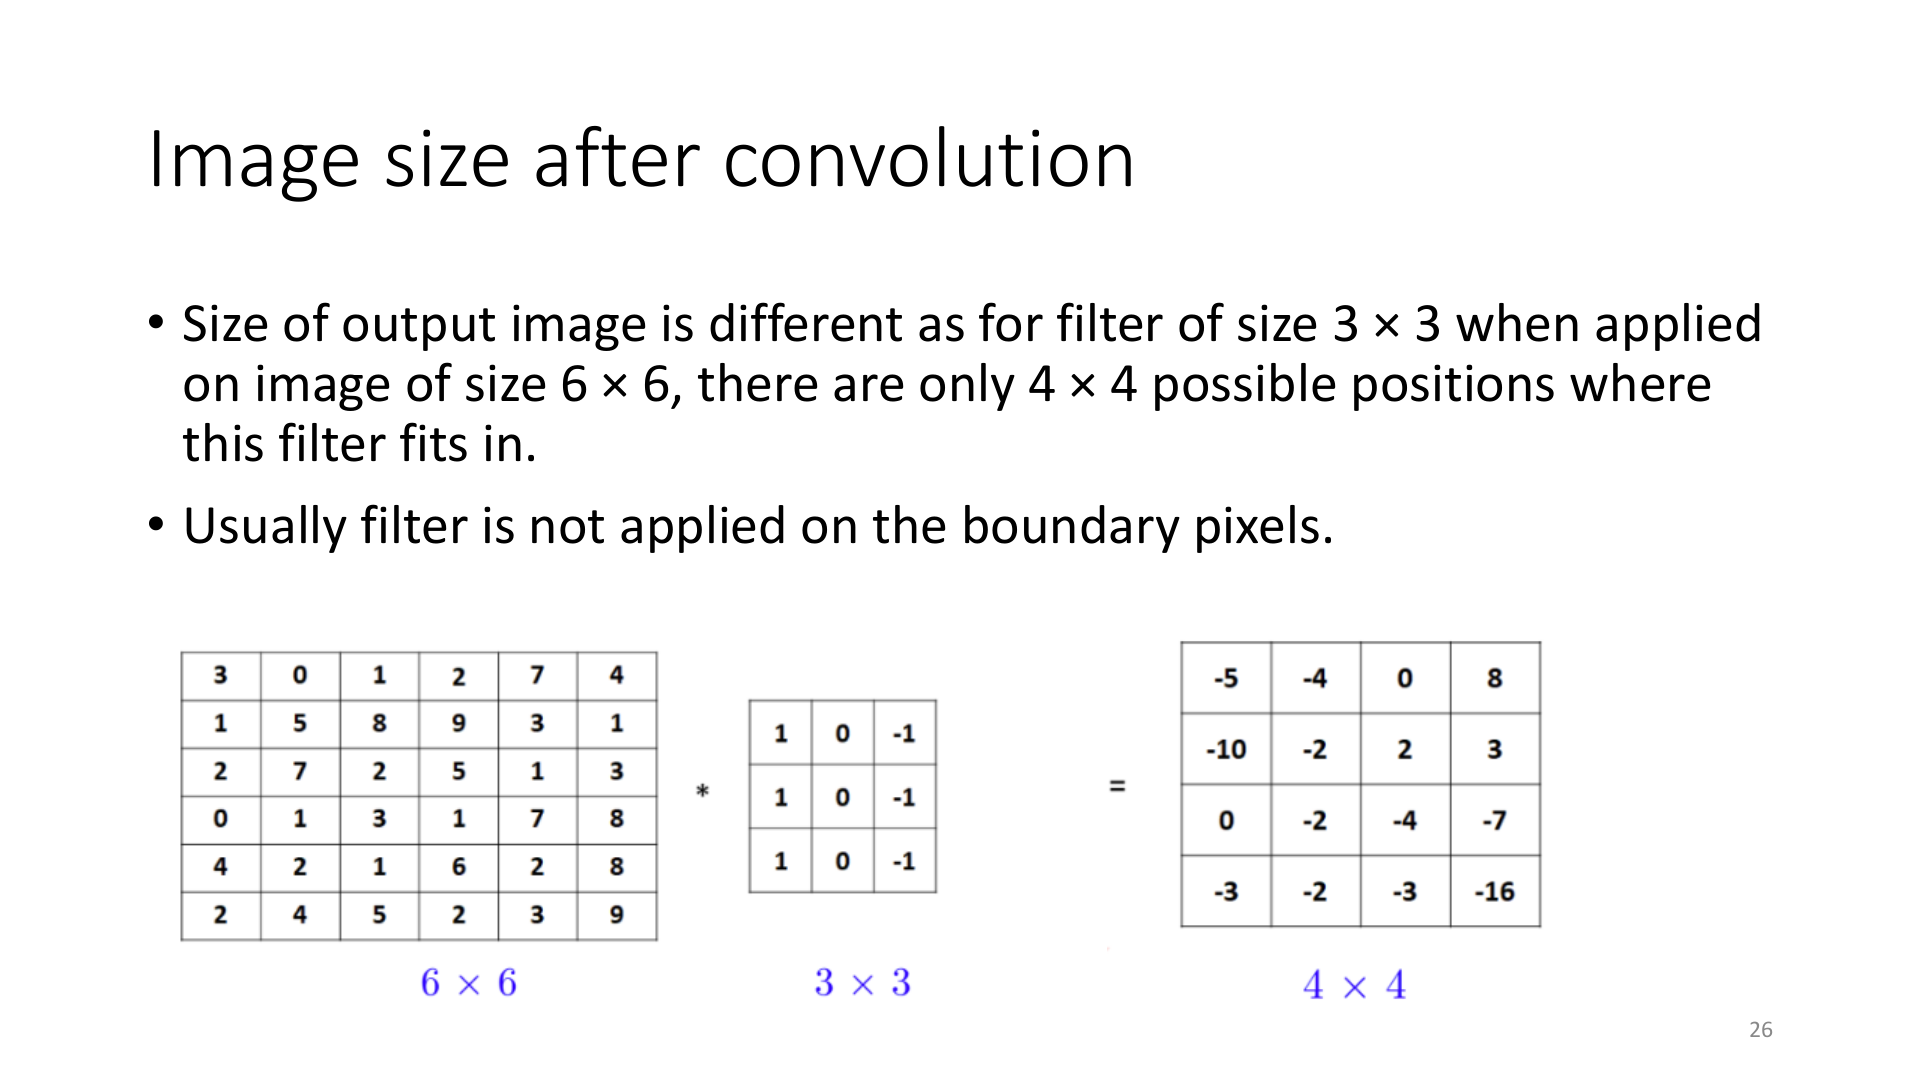 Image size after convolution
• Size of output image is different as for filter of size 3 × 3 when applied
on image of size 6 × 6, there are only 4 × 4 possible positions where
this filter fits in.
• Usually filter is not applied on the boundary pixels.
3 0 1 2 7 4
1 5 8 9 3 1
2 7 2 5 1 3
0 1 3 1 7 8
4 2 1 6 2 8
2 4 5 2 3 9
6 × 6
*
1 0 -1
1 0 -1
1 0 -1
3 × 3
=
-5 -4 0 8
-10 -2 2 3
0 -2 -4 -7
-3 -2 -3 -16
4 × 4
26